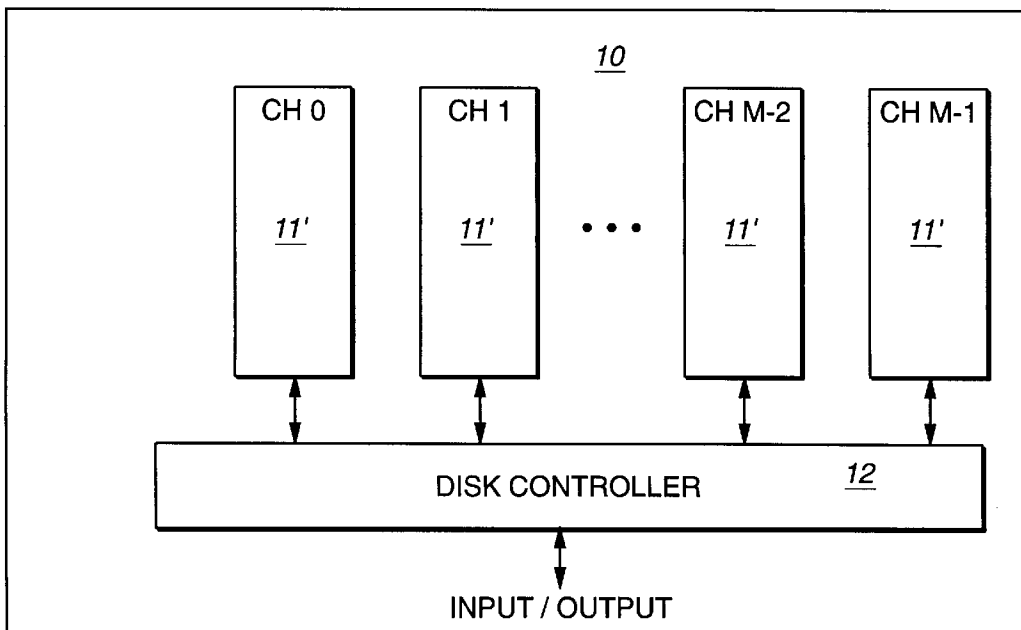 10
CH 0 CH 1 CH M-2 CH M-1
11' 11' • • • 11' 11'
DISK CONTROLLER 12
INPUT / OUTPUT